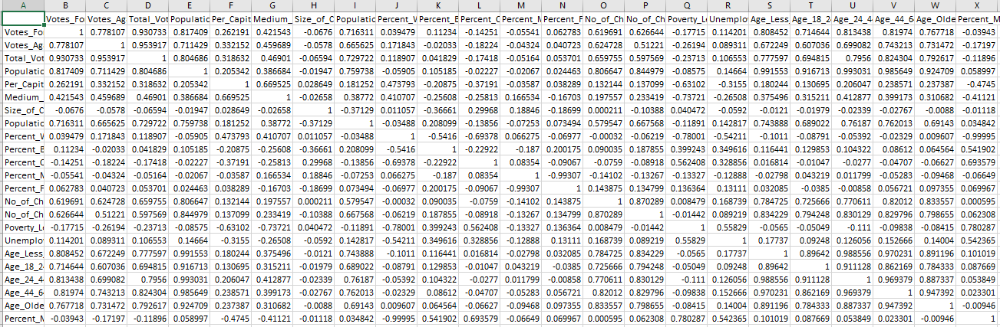 A B C D E F G H I J K L M N O P Q R S T U V W X
Votes_Fo Votes_Ag Total_Vot Populatic Per_Capit Medium_ Size_of_C Populatic Percent_W Percent_E Percent_C Percent_M Percent_F No_of_Ch No_of_Ch Poverty_L Unemplo Age_Less Age_18_2 Age_24_4 Age_44_6 Age_Olde Percent_M
Votes_Fo 1 0.778107 0.930733 0.817409 0.262191 0.421543 -0.0676 0.716311 0.039479 0.11234 -0.14251 -0.05541 0.062783 0.619691 0.626644 -0.17715 0.114201 0.808452 0.714644 0.813438 0.81974 0.767718 -0.03943
Votes_Ag 0.778107 1 0.953917 0.711429 0.332152 0.459689 -0.0578 0.665625 0.171843 -0.02033 -0.18224 -0.04324 0.040723 0.624728 0.51221 -0.26194 0.089311 0.672249 0.607036 0.699082 0.743213 0.731472 -0.17197
Total_Vot 0.930733 0.953917 1 0.804686 0.318632 0.46901 -0.06594 0.729722 0.118907 0.041829 -0.17418 -0.05164 0.053701 0.659755 0.597569 -0.23713 0.106553 0.777597 0.694815 0.7956 0.824304 0.792617 -0.11896
Populatic 0.817409 0.711429 0.804686 1 0.205342 0.386684 -0.01947 0.759738 -0.05905 0.105185 -0.02227 -0.02067 0.024463 0.806647 0.844979 -0.08575 0.14664 0.991553 0.916713 0.993031 0.985649 0.924709 0.058997
Per_Capit 0.262191 0.332152 0.318632 0.205342 1 0.669525 0.028649 0.181252 0.473793 -0.20875 -0.37191 -0.03587 0.038289 0.132144 0.137099 -0.63102 -0.3155 0.180244 0.130695 0.206047 0.238571 0.237387 -0.4745
Medium_ 0.421543 0.459689 0.46901 0.386684 0.669525 1 -0.02658 0.38772 0.410707 -0.25608 -0.25813 0.166534 -0.16703 0.197557 0.233419 -0.73721 -0.26508 0.375496 0.315211 0.412877 0.399173 0.310682 -0.41121
Size_of_C -0.0676 -0.0578 -0.06594 -0.01947 0.028649 -0.02658 1 -0.37129 0.011057 -0.36661 0.29968 0.18846 -0.18699 0.000211 -0.10388 0.040472 -0.0592 -0.0121 -0.01979 -0.02339 -0.02767 -0.0088 -0.01118
Populatic 0.716311 0.665625 0.729722 0.759738 0.181252 0.38772 -0.37129 1 -0.03488 0.208099 -0.13856 -0.07253 0.073494 0.579547 0.667568 -0.11891 0.142817 0.743888 0.689022 0.76187 0.762013 0.69143 0.034842
Percent_W 0.039479 0.171843 0.118907 -0.05905 0.473793 0.410707 0.011057 -0.03488 1 -0.5416 -0.69378 0.066275 -0.06977 -0.00032 -0.06219 -0.78001 -0.54211 -0.1011 -0.08791 -0.05392 -0.02329 0.009607 -0.99995
Percent_E 0.11234 -0.02033 0.041829 0.105185 -0.20875 -0.25608 -0.36661 0.208099 -0.5416 1 -0.22922 -0.187 0.200175 0.090035 0.187855 0.399243 0.349616 0.116441 0.129853 0.104322 0.08612 0.064564 0.541902
Percent_C -0.14251 -0.18224 -0.17418 -0.02227 -0.37191 -0.25813 0.29968 -0.13856 -0.69378 -0.22922 1 0.08354 -0.09067 -0.0759 -0.08918 0.562408 0.328856 0.016814 -0.01047 -0.0277 -0.04707 -0.06627 0.693579
Percent_M -0.05541 -0.04324 -0.05164 -0.02067 -0.03587 0.166534 0.18846 -0.07253 0.066275 -0.187 0.08354 1 -0.99307 -0.14102 -0.13267 -0.13327 -0.12888 -0.02798 0.043219 0.011799 -0.05283 -0.09468 -0.06649
Percent_F 0.062783 0.040723 0.053701 0.024463 0.038289 -0.16703 -0.18699 0.073494 -0.06977 0.200175 -0.09067 -0.99307 1 0.143875 0.134799 0.136364 0.13111 0.032085 -0.0385 -0.00858 0.056721 0.097355 0.069967
No_of_Ch 0.619691 0.624728 0.659755 0.806647 0.132144 0.197557 0.000211 0.579547 -0.00032 0.090035 -0.0759 -0.14102 0.143875 1 0.870289 0.008479 0.168739 0.784725 0.725666 0.770611 0.82012 0.833557 0.000595
No_of_Ch 0.626644 0.51221 0.597569 0.844979 0.137099 0.233419 -0.10388 0.667568 -0.06219 0.187855 -0.08918 -0.13267 0.134799 0.870289 1 -0.01442 0.089219 0.834229 0.794248 0.830129 0.829796 0.798655 0.062308
Poverty_L -0.17715 -0.26194 -0.23713 -0.08575 -0.63102 -0.73721 0.040472 -0.11891 -0.78001 0.399243 0.562408 -0.13327 0.136364 0.008479 -0.01442 1 0.55829 -0.0565 -0.05049 -0.111 -0.09838 -0.08415 0.780287
Unemplo 0.114201 0.089311 0.106553 0.14664 -0.3155 -0.26508 -0.0592 0.142817 -0.54211 0.349616 0.328856 -0.12888 0.13111 0.168739 0.089219 0.55829 1 0.17737 0.09248 0.126056 0.152666 0.14004 0.542365
Age_Less 0.808452 0.672249 0.777597 0.991553 0.180244 0.375496 -0.0121 0.743888 -0.1011 0.116441 0.016814 -0.02798 0.032085 0.784725 0.834229 -0.0565 0.17737 1 0.89642 0.988556 0.970231 0.891196 0.101019
Age_18_2 0.714644 0.607036 0.694815 0.916713 0.130695 0.315211 -0.01979 0.689022 -0.08791 0.129853 -0.01047 0.043219 -0.0385 0.725666 0.794248 -0.05049 0.09248 0.89642 1 0.911128 0.862169 0.784333 0.087669
Age_24_4 0.813438 0.699082 0.7956 0.993031 0.206047 0.412877 -0.02339 0.76187 -0.05392 0.104322 -0.0277 0.011799 -0.00858 0.770611 0.830129 -0.111 0.126056 0.988556 0.911128 1 0.969379 0.887337 0.053849
Age_44_6 0.81974 0.743213 0.824304 0.985649 0.238571 0.399173 -0.02767 0.762013 -0.02329 0.08612 -0.04707 -0.05283 0.056721 0.82012 0.829796 -0.09838 0.152666 0.970231 0.862169 0.969379 1 0.947392 0.023301
Age_Olde 0.767718 0.731472 0.792617 0.924709 0.237387 0.310682 -0.0088 0.69143 0.009607 0.064564 -0.06627 -0.09468 0.097355 0.833557 0.798655 -0.08415 0.14004 0.891196 0.784333 0.887337 0.947392 1 -0.00946
Percent_M -0.03943 -0.17197 -0.11896 0.058997 -0.4745 -0.41121 -0.01118 0.034842 -0.99995 0.541902 0.693579 -0.06649 0.069967 0.000595 0.062308 0.780287 0.542365 0.101019 0.087669 0.053849 0.023301 -0.00946 1